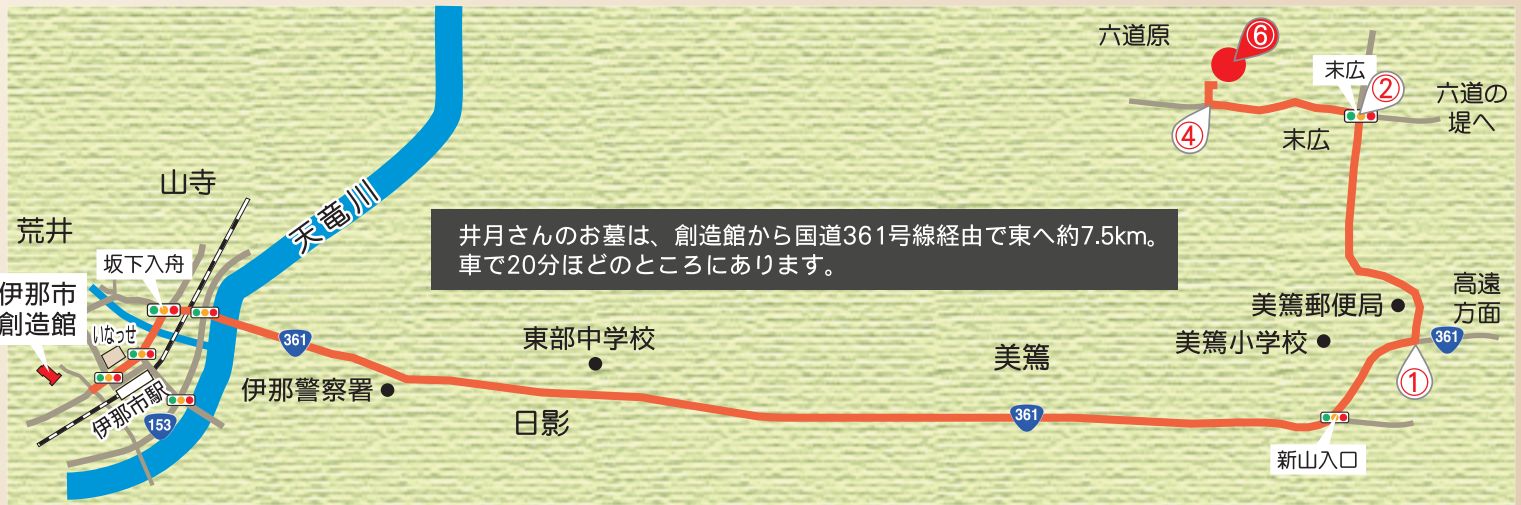 六道原
⑥
末広
②
六道の
堤へ
④
末広
山寺
天竜川
荒井
坂下入舟
井月さんのお墓は、創造館から国道361号線経由で東へ約7.5km。
車で20分ほどのところにあります。
伊那市
創造館
いなっせ
361
東部中学校
伊那警察署
伊那市駅
153
日影
美篶
361
美篶郵便局
高遠
方面
美篶小学校
361
①
新山入口